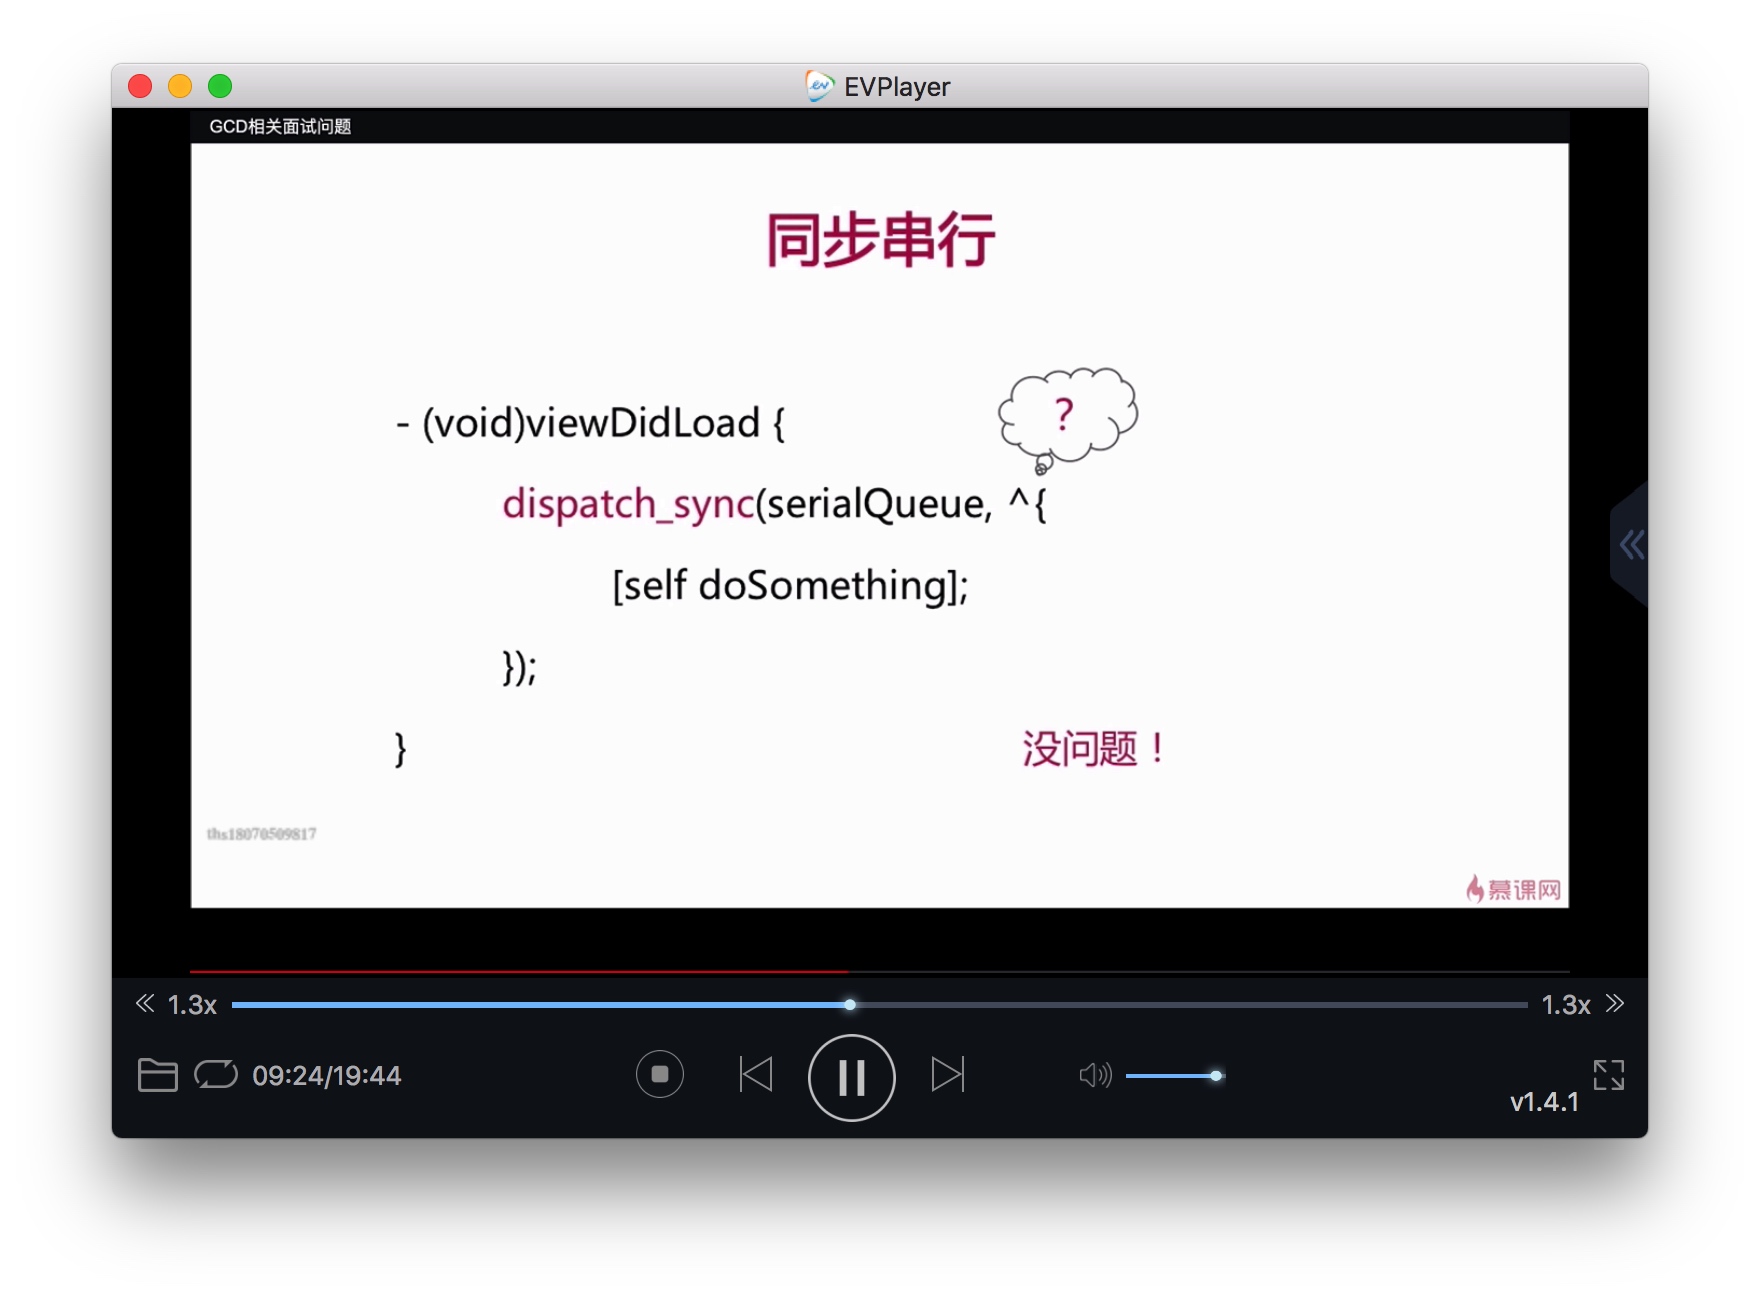 EVPlayer
GCD相关面试问题
同步串行
?
- (void)viewDidLoad {
dispatch_sync(serialQueue, ^{
[self doSomething];
});
}
没问题！
ths18070509817
慕课网
1.3x
1.3x
09:24/19:44
v1.4.1